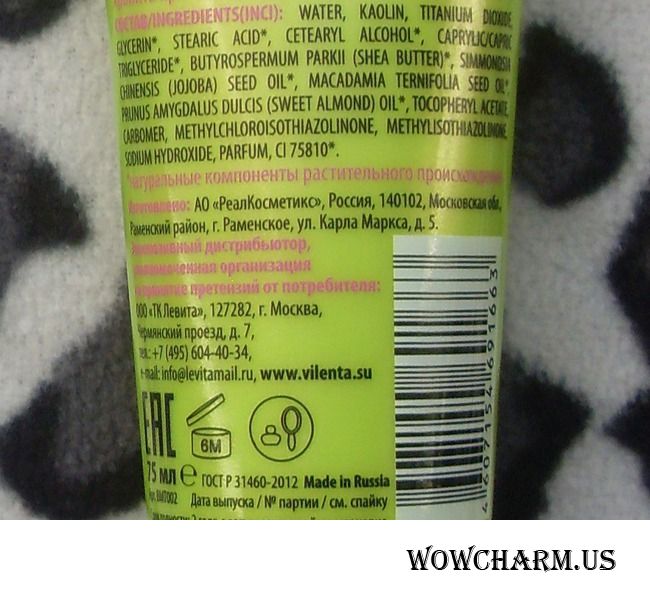 СОСТАВ/INGREDIENTS(INCI): WATER, KAOLIN, TITANIUM DIOXIDE,
GLYCERIN*, STEARIC ACID*, CETEARYL ALCOHOL*, CAPRYLIC/CAPRIC
TRIGLYCERIDE*, BUTYROSPERMUM PARKII (SHEA BUTTER)*, SIMMONDSIA
CHINENSIS (JOJOBA) SEED OIL*, MACADAMIA TERNIFOLIA SEED OIL*,
PRUNUS AMYGDALUS DULCIS (SWEET ALMOND) OIL*, TOCOPHERYL ACETATE,
CARBOMER, METHYLCHLOROISOTHIAZOLINONE, METHYLISOTHIAZOLINONE,
SODIUM HYDROXIDE, PARFUM, CI 75810*.
*натуральные компоненты растительного происхождения
Изготовлено: АО «РеалКосметикс», Россия, 140102, Московская обл.,
Раменский район, г. Раменское, ул. Карла Маркса, д. 5.
дистрибьютор,
уполномоченная организация
на принятие претензий от потребителя:
ООО «ТК Левита», 127282, г. Москва,
Чермянский проезд, д. 7,
тел.: +7 (495) 604-40-34,
e-mail: info@levitamail.ru, www.vilenta.su
EAC
6M
75 мл e ГОСТ Р 31460-2012 Made in Russia
Дата выпуска / № партии / см. спайку
4607154691663
WOWCHARM.US